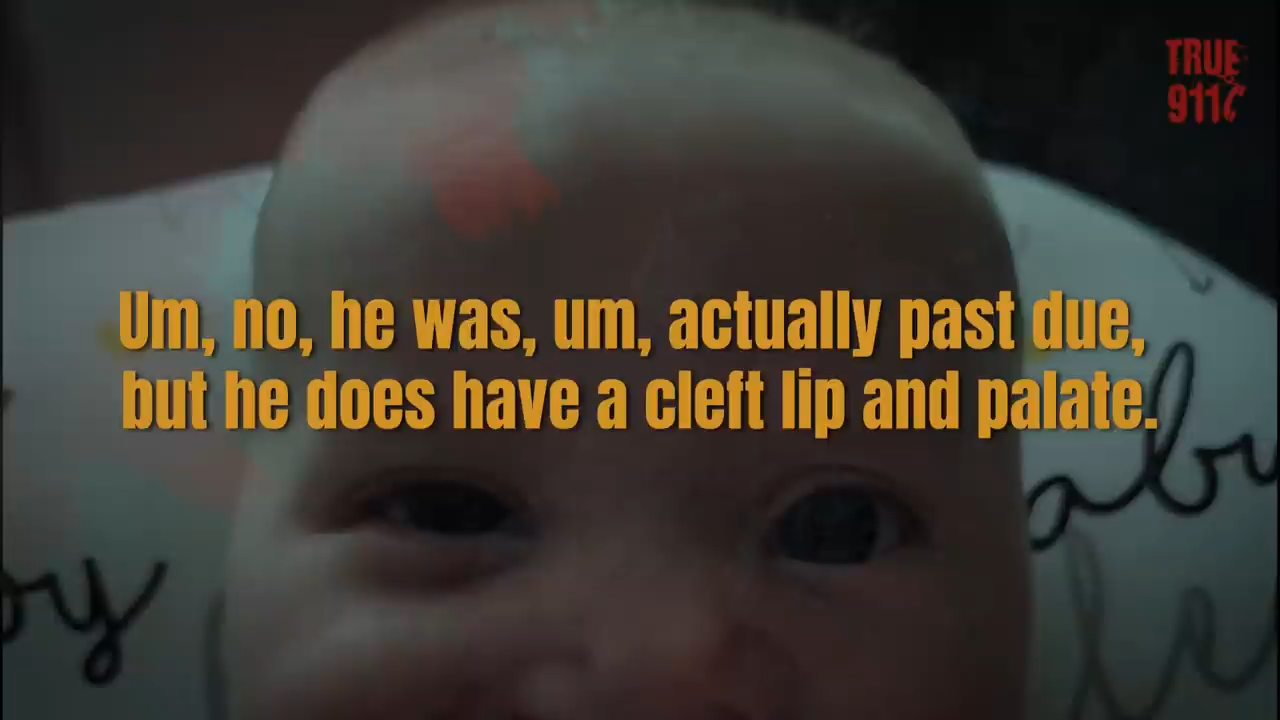 TRUE
911
Um, no, he was, um, actually past due,
but he does have a cleft lip and palate.